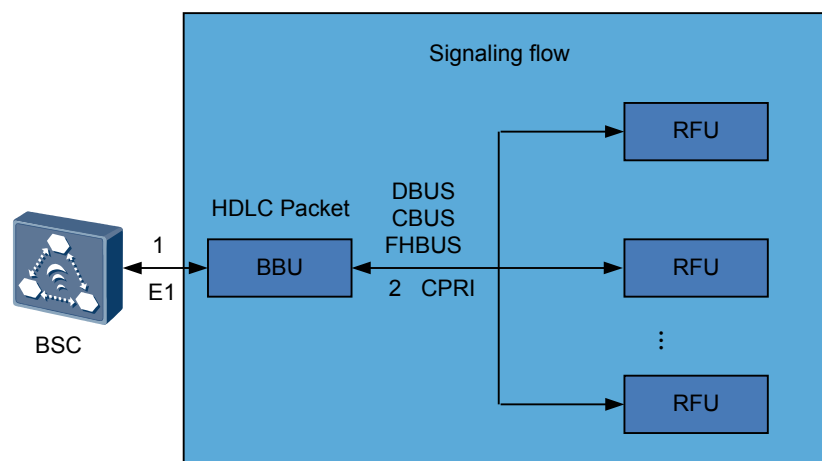 Signaling flow
RFU
DBUS
HDLC Packet
CBUS
FHBUS
1
BBU
RFU
E1
2 CPRI
BSC
⋮
RFU